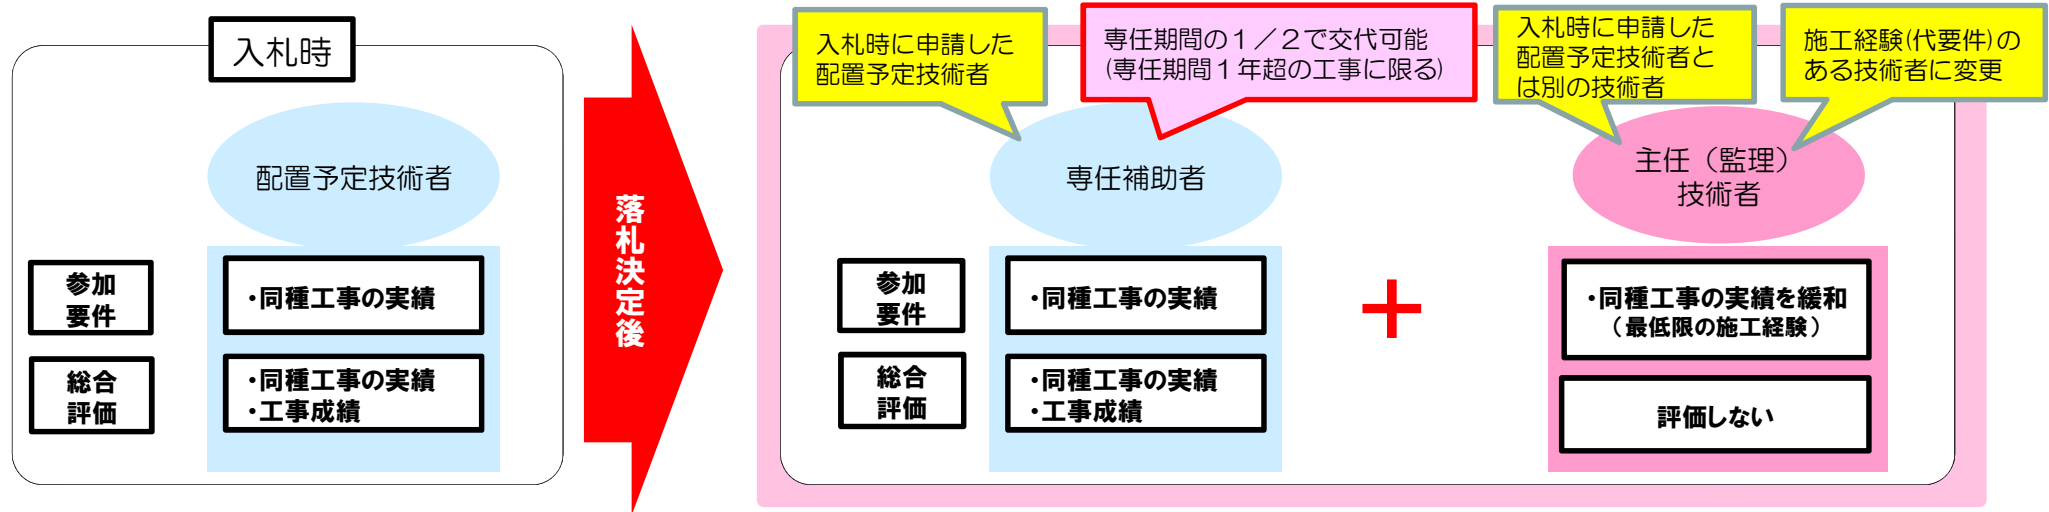 入札時
配置予定技術者
参加
要件
・同種工事の実績
総合
評価
・同種工事の実績
・工事成績
落札決定後
入札時に申請した
配置予定技術者
専任期間の１／２で交代可能
(専任期間１年超の工事に限る)
入札時に申請した
配置予定技術者と
は別の技術者
施工経験(代要件)の
ある技術者に変更
専任補助者
主任（監理）
技術者
参加
要件
・同種工事の実績
＋
・同種工事の実績を緩和
（最低限の施工経験）
総合
評価
・同種工事の実績
・工事成績
評価しない